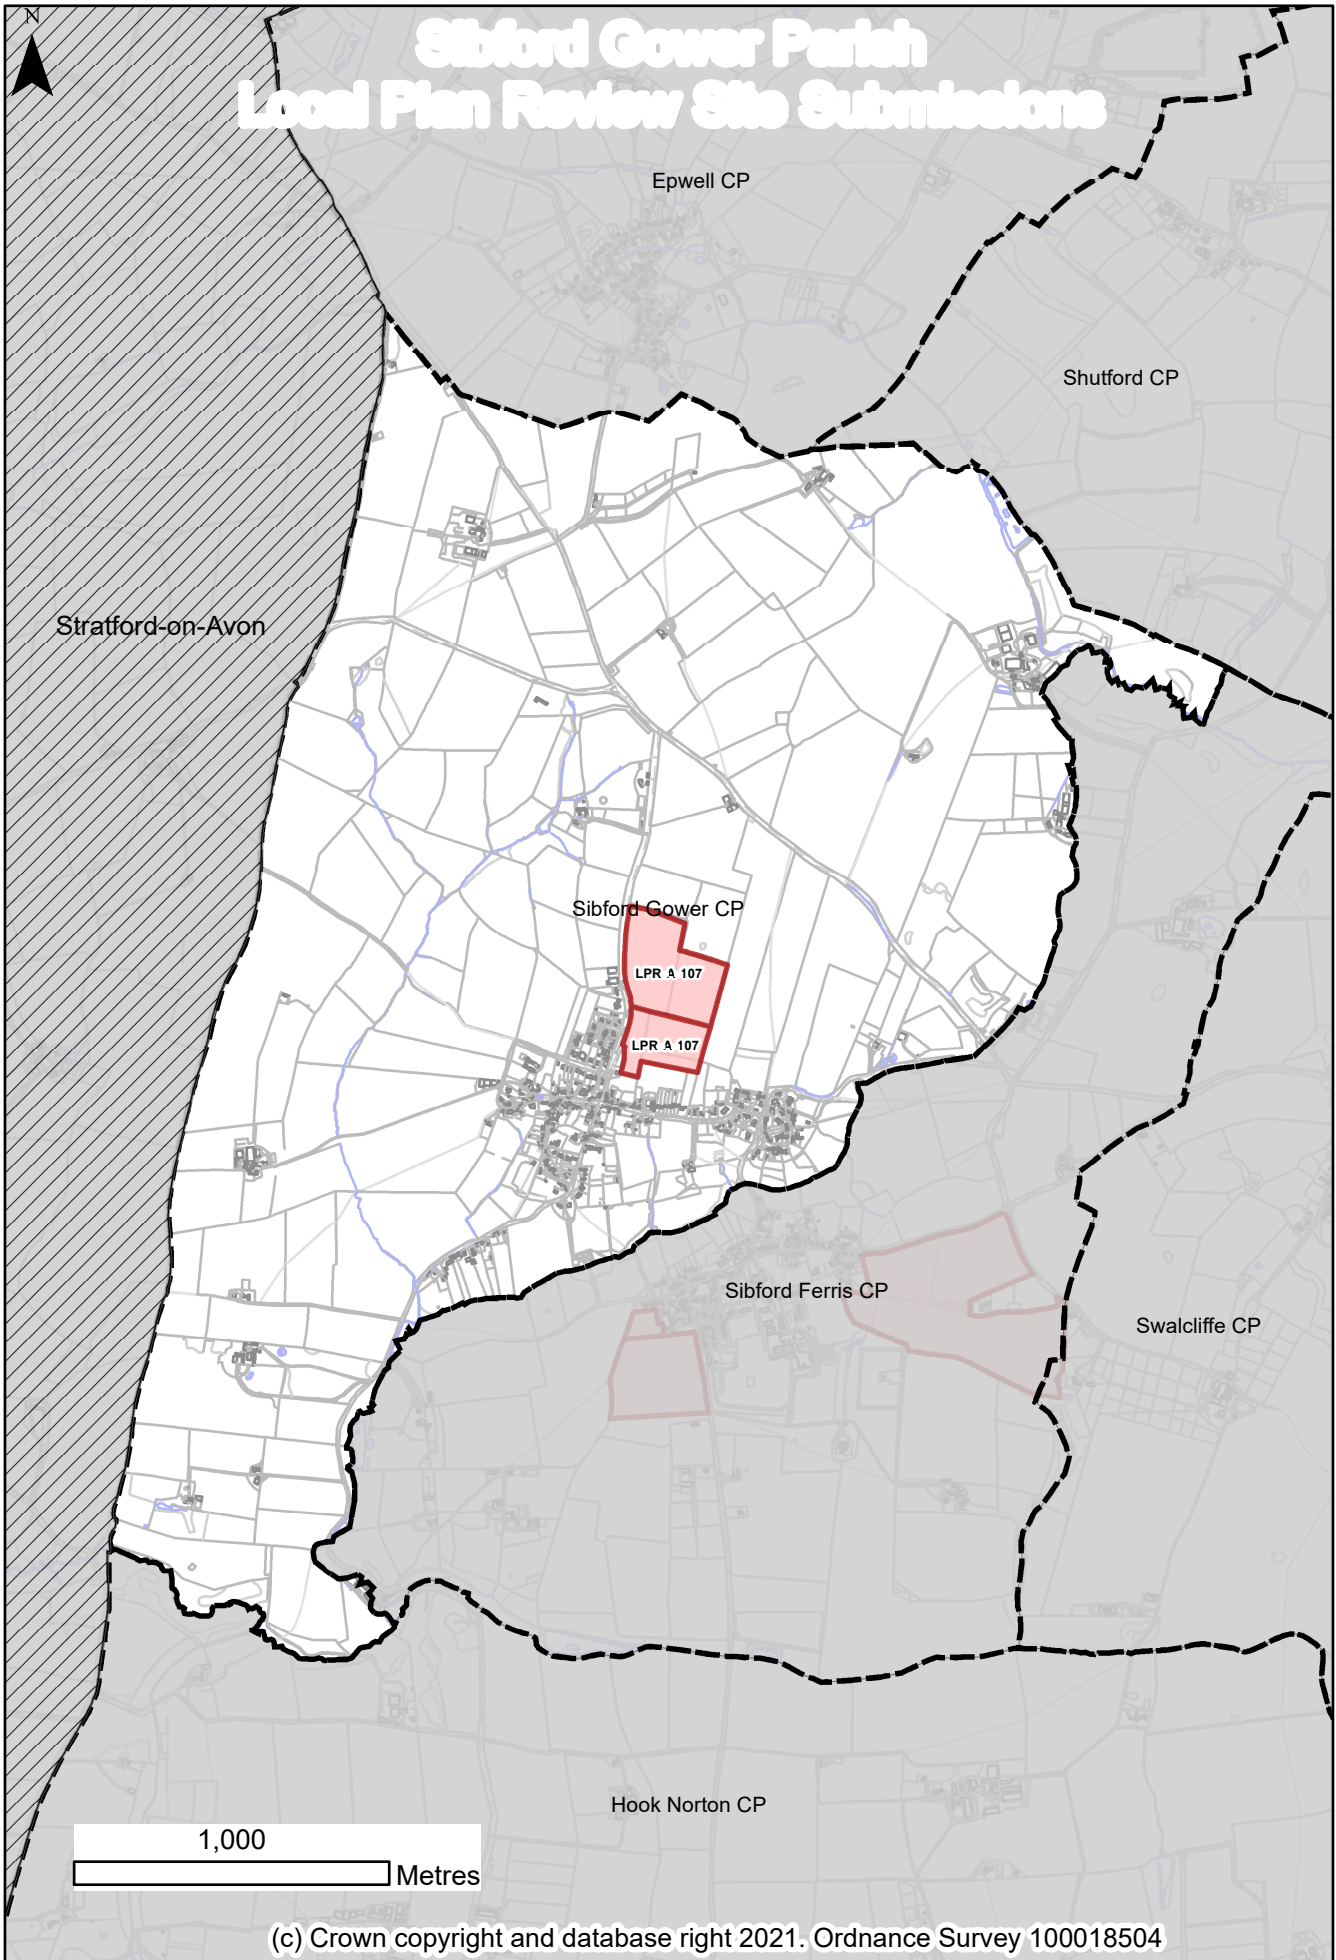 N
Sibford Gower Parish
Local Plan Review Site Submissions
Epwell CP
Shutford CP
Stratford-on-Avon
Sibford Gower CP
LPR A 107
LPR A 107
Sibford Ferris CP
Swalcliffe CP
Hook Norton CP
1,000
Metres
(c) Crown copyright and database right 2021. Ordnance Survey 100018504